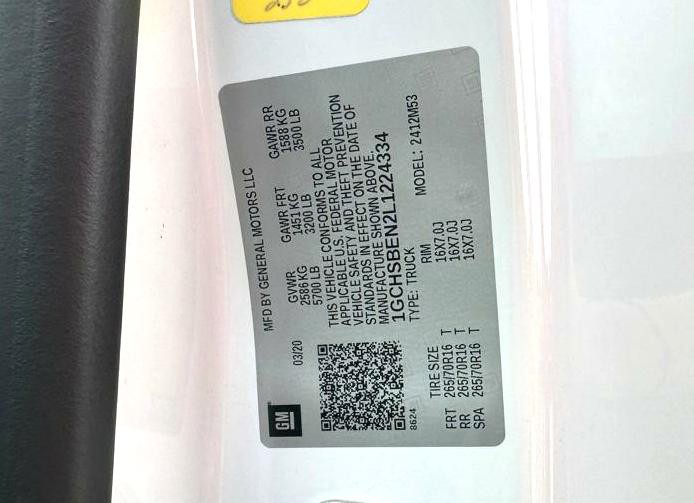 GM
MFD BY GENERAL MOTORS LLC
03/20
GVWR GAWR FRT GAWR RR
2586 KG 1451 KG 1588 KG
5700 LB 3200 LB 3500 LB
THIS VEHICLE CONFORMS TO ALL
APPLICABLE U.S. FEDERAL MOTOR
VEHICLE SAFETY AND THEFT PREVENTION
STANDARDS IN EFFECT ON THE DATE OF
MANUFACTURE SHOWN ABOVE.
1GCHSBEN2L1224334
8624
TYPE: TRUCK MODEL: 2412M53
TIRE SIZE RIM
FRT 265/70R16 T 16X7.0J
RR 265/70R16 T 16X7.0J
SPA 265/70R16 T 16X7.0J